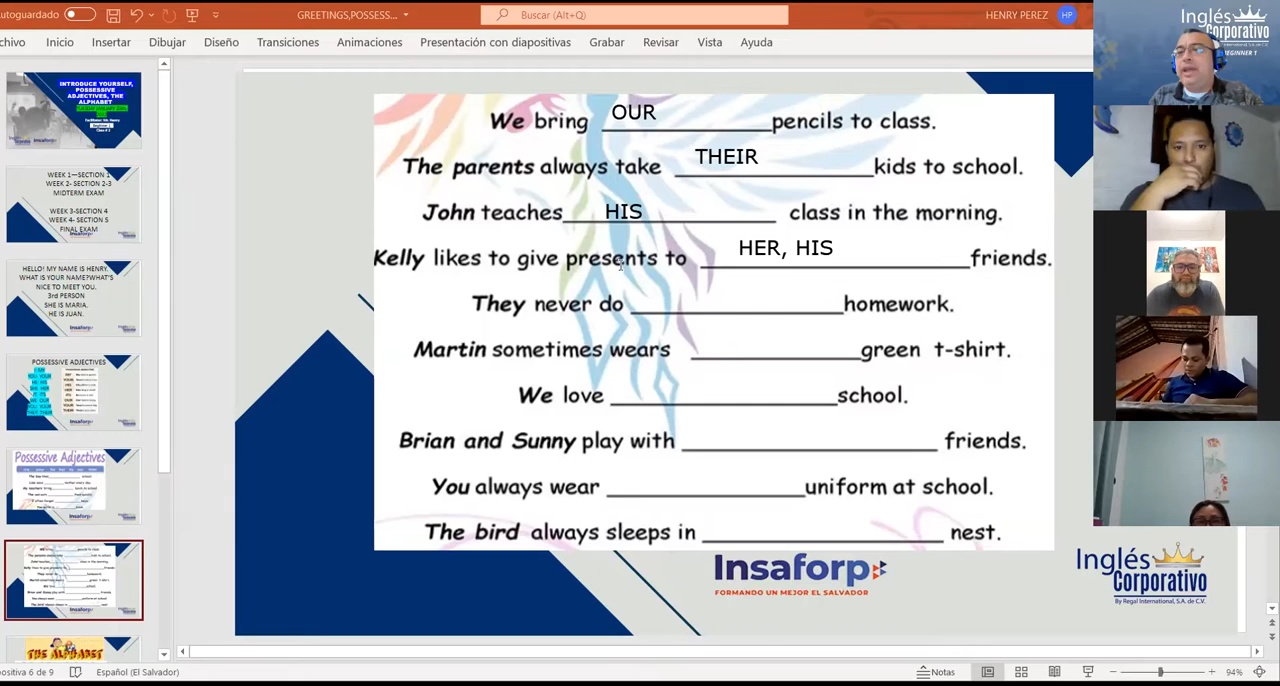 utoguardado
GREETINGS,POSSESS...
Buscar (Alt+Q)
HENRY PEREZ
HP
chivo
Inicio
Insertar
Dibujar
Diseño
Transiciones
Animaciones
Presentación con diapositivas
Grabar
Revisar
Vista
Ayuda
Inglés
Corporativo
BEGINNER 1
INTRODUCE YOURSELF,
POSSESSIVE
ADJECTIVES, THE
ALPHABET
WEEK 1—SECTION 1
WEEK 2- SECTION 2-3
MIDTERM EXAM
WEEK 3-SECTION 4
WEEK 4- SECTION 5
FINAL EXAM
HELLO! MY NAME IS HENRY.
WHAT IS YOUR NAME?WHAT'S
NICE TO MEET YOU.
3rd PERSON
SHE IS MARIA.
HE IS JUAN.
POSSESSIVE ADJECTIVES
Possessive Adjectives
THE ALPHABET
We bring OUR pencils to class.
The parents always take THEIR kids to school.
John teaches HIS class in the morning.
Kelly likes to give presents to HER, HIS friends.
They never do homework.
Martin sometimes wears green t-shirt.
We love school.
Brian and Sunny play with friends.
You always wear uniform at school.
The bird always sleeps in nest.
Insaforp
FORMANDO UN MEJOR EL SALVADOR
Inglés
Corporativo
By Regal International, S.A. de C.V.
positiva 6 de 9
Español (El Salvador)
Notas
94%